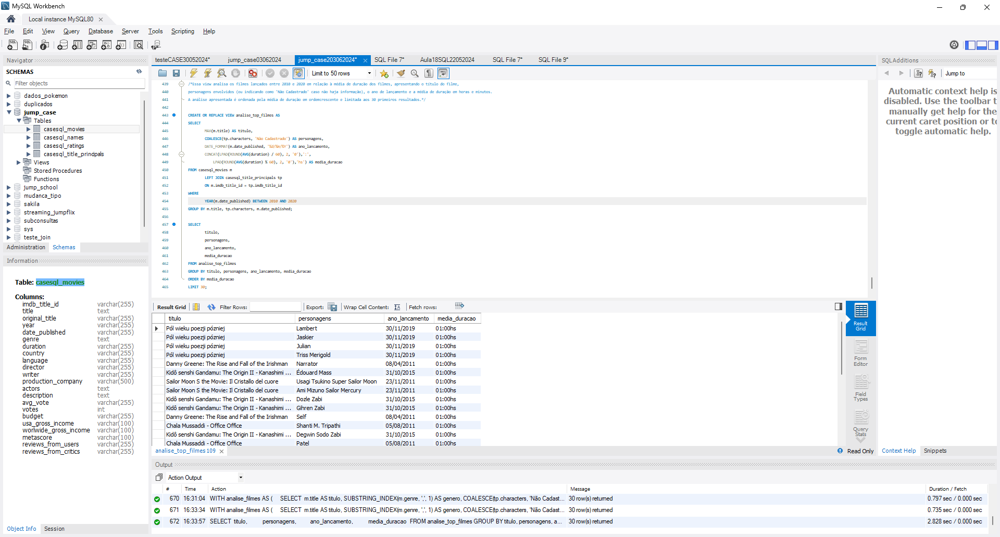 MySQL Workbench
Local instance MySQL80
File Edit View Query Database Server Tools Scripting Help
Navigator
SCHEMAS
Filter objects
dados_pokemon
duplicados
jump_case
Tables
casesql_movies
casesql_names
casesql_ratings
casesql_title_principals
Views
Stored Procedures
Functions
jump_school
mudanca_tipo
sakila
streaming_jumpflix
subconsultas
sys
teste_join
Administration Schemas
Information
Table: casesql_movies
Columns:
imdb_title_id varchar(255)
title text
original_title varchar(255)
year varchar(255)
date_published varchar(255)
genre text
duration varchar(255)
country varchar(255)
language varchar(255)
director varchar(255)
writer varchar(255)
production_company varchar(500)
actors text
description text
avg_vote varchar(255)
votes int
budget varchar(255)
usa_gross_income varchar(100)
worlwide_gross_income varchar(100)
metascore varchar(100)
reviews_from_users varchar(255)
reviews_from_critics varchar(255)
Object Info Session
testeCASE30052024* jump_case03062024 jump_case203062024* SQL File 7* Aula18SQL22052024 SQL File 7* SQL File 9*
Limit to 50 rows
439 /*Essa view analisa os filmes lançados entre 2010 e 2020 em relação à média de duração dos filmes, apresentando o título do filme,
440 personagens envolvidos (ou indicando como 'Não Cadastrado' caso não haja informação), o ano de lançamento e a média de duração em horas e minutos.
441 A análise apresentada é ordenada pela média de duração em ordemcrescente e limitada aos 30 primeiros resultados.*/
442
443 CREATE OR REPLACE VIEW analise_top_filmes AS
444 SELECT
445 MAX(m.title) AS titulo,
446 COALESCE(tp.characters, 'Não Cadastrado') AS personagens,
447 DATE_FORMAT(m.date_published, '%d/%m/%Y') AS ano_lancamento,
448 CONCAT(LPAD(ROUND(AVG(duration) / 60), 2, '0'),':',
449 LPAD(ROUND(AVG(duration) % 60), 2, '0'),'hs') AS media_duracao
450 FROM casesql_movies m
451 LEFT JOIN casesql_title_principals tp
452 ON m.imdb_title_id = tp.imdb_title_id
453 WHERE
454 YEAR(m.date_published) BETWEEN 2010 AND 2020
455 GROUP BY m.title, tp.characters, m.date_published;
456
457 SELECT
458 titulo,
459 personagens,
460 ano_lancamento,
461 media_duracao
462 FROM analise_top_filmes
463 GROUP BY titulo, personagens, ano_lancamento, media_duracao
464 ORDER BY media_duracao
465 LIMIT 30;
Result Grid Filter Rows: Export: Wrap Cell Content: Fetch rows:
titulo personagens ano_lancamento media_duracao
Pól wieku poezji pózniej Lambert 30/11/2019 01:00hs
Pól wieku poezji pózniej Jaskier 30/11/2019 01:00hs
Pól wieku poezji pózniej Julian 30/11/2019 01:00hs
Pól wieku poezji pózniej Triss Merigold 30/11/2019 01:00hs
Danny Greene: The Rise and Fall of the Irishman Narrator 08/04/2011 01:00hs
Kidô senshi Gandamu: The Origin II - Kanashimi ... Édouard Mass 31/10/2015 01:00hs
Sailor Moon S the Movie: Il Cristallo del cuore Usagi Tsukino Super Sailor Moon 23/11/2011 01:00hs
Sailor Moon S the Movie: Il Cristallo del cuore Ami Mizuno Sailor Mercury 23/11/2011 01:00hs
Kidô senshi Gandamu: The Origin II - Kanashimi ... Dozle Zabi 31/10/2015 01:00hs
Kidô senshi Gandamu: The Origin II - Kanashimi ... Gihren Zabi 31/10/2015 01:00hs
Danny Greene: The Rise and Fall of the Irishman Self 08/04/2011 01:00hs
Chala Mussaddi - Office Office Shanti M. Tripathi 05/08/2011 01:00hs
Kidô senshi Gandamu: The Origin II - Kanashimi ... Degwin Sodo Zabi 31/10/2015 01:00hs
Chala Mussaddi - Office Office Patel 05/08/2011 01:00hs
analise_top_filmes 109
Read Only
Result Grid
Form Editor
Field Types
Query Stats
Output
Action Output
# Time Action Message Duration / Fetch
670 16:31:04 WITH analise_filmes AS ( SELECT m.title AS titulo, SUBSTRING_INDEX(m.genre, ',', 1) AS genero, COALESCE(tp.characters, 'Não Cadast... 30 row(s) returned 0.797 sec / 0.000 sec
671 16:33:34 WITH analise_filmes AS ( SELECT m.title AS titulo, SUBSTRING_INDEX(m.genre, ',', 1) AS genero, COALESCE(tp.characters, 'Não Cadast... 30 row(s) returned 0.735 sec / 0.000 sec
672 16:33:57 SELECT titulo, personagens, ano_lancamento, media_duracao FROM analise_top_filmes GROUP BY titulo, personagens, a... 30 row(s) returned 2.828 sec / 0.000 sec
SQLAdditions
Jump to
Automatic context help is
disabled. Use the toolbar t
manually get help for the
current caret position or to
toggle automatic help.
Context Help Snippets